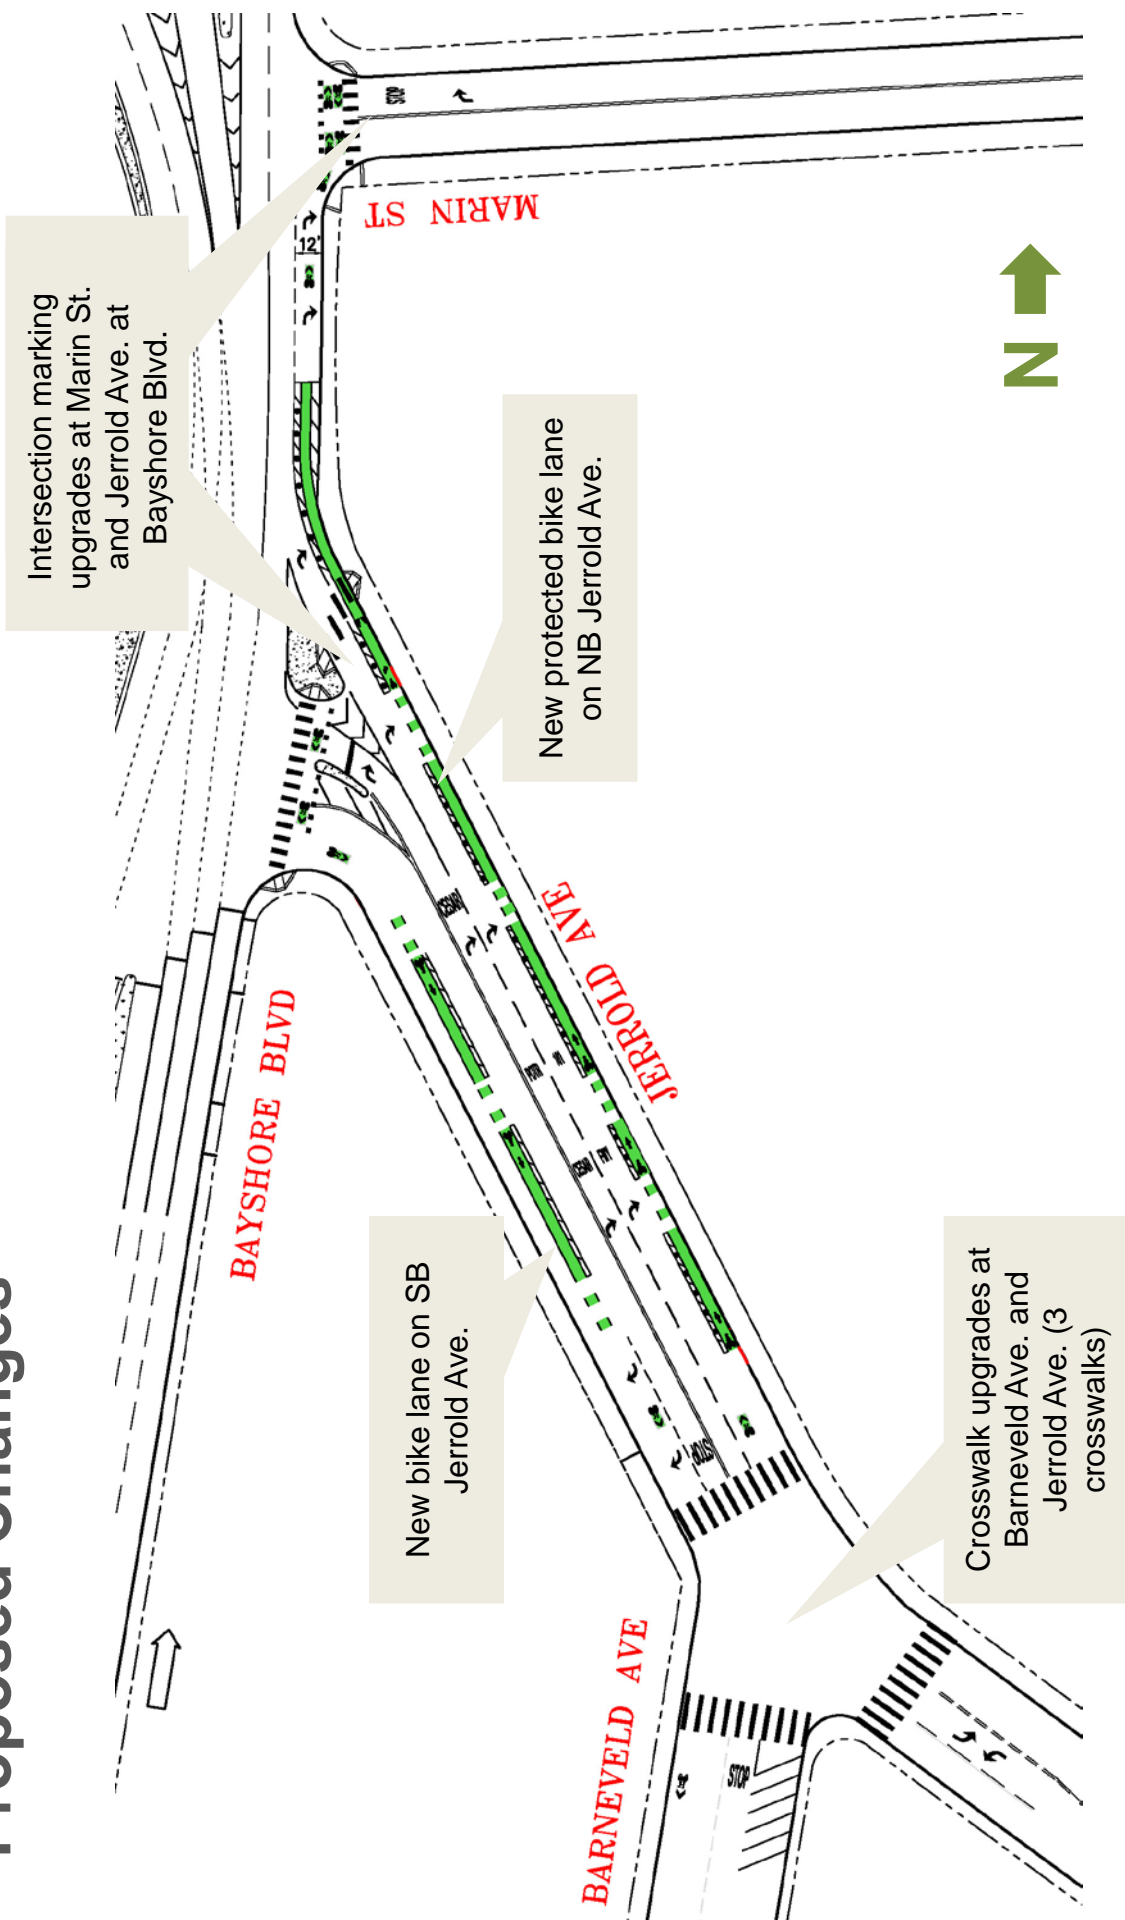 Proposed Changes
Intersection marking
upgrades at Marin St.
and Jerrold Ave. at
Bayshore Blvd.
STOP
12'
MARIN ST
N
New protected bike lane
on NB Jerrold Ave.
JERROLD AVE
BAYSHORE BLVD
New bike lane on SB
Jerrold Ave.
STOP
Crosswalk upgrades at
Barneveld Ave. and
Jerrold Ave. (3
crosswalks)
BARNEVELD AVE
STOP